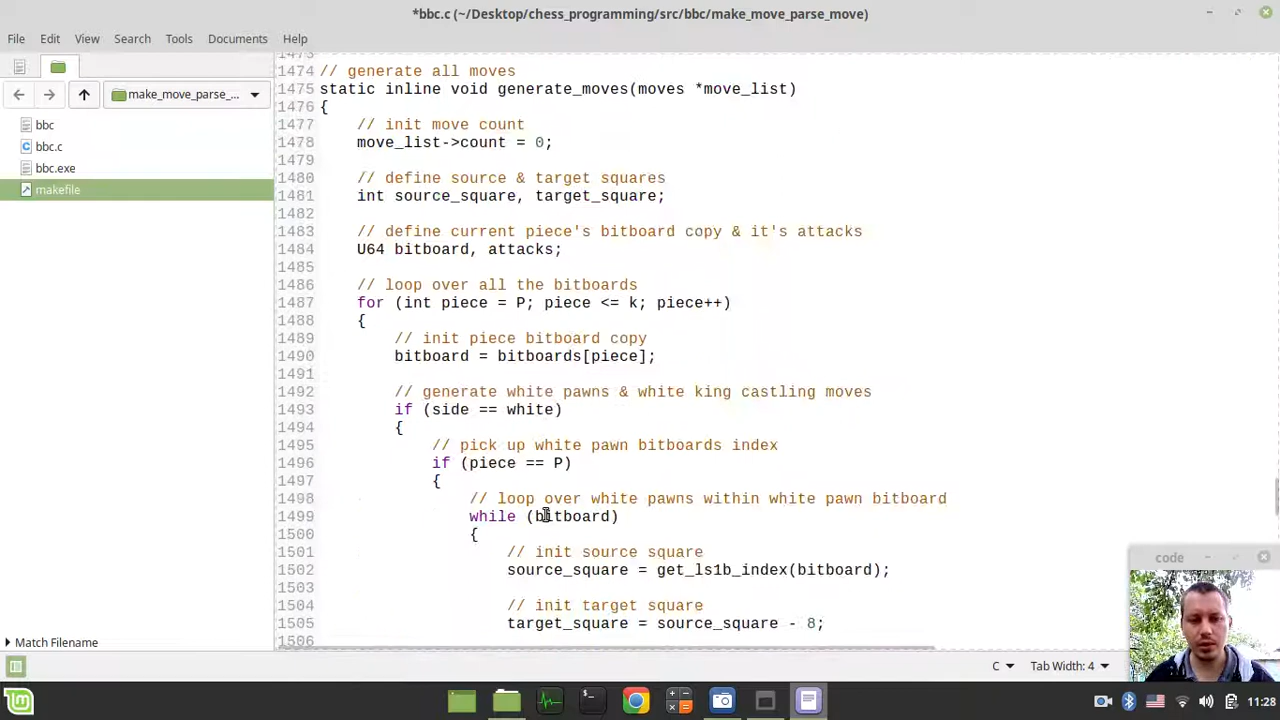 *bbc.c (~/Desktop/chess_programming/src/bbc/make_move_parse_move)
File Edit View Search Tools Documents Help
make_move_parse_...
bbc
bbc.c
bbc.exe
makefile
Match Filename
1473
1474 // generate all moves
1475 static inline void generate_moves(moves *move_list)
1476 {
1477 // init move count
1478 move_list->count = 0;
1479
1480 // define source & target squares
1481 int source_square, target_square;
1482
1483 // define current piece's bitboard copy & it's attacks
1484 U64 bitboard, attacks;
1485
1486 // loop over all the bitboards
1487 for (int piece = P; piece <= k; piece++)
1488 {
1489 // init piece bitboard copy
1490 bitboard = bitboards[piece];
1491
1492 // generate white pawns & white king castling moves
1493 if (side == white)
1494 {
1495 // pick up white pawn bitboards index
1496 if (piece == P)
1497 {
1498 // loop over white pawns within white pawn bitboard
1499 while (bitboard)
1500 {
1501 // init source square
1502 source_square = get_ls1b_index(bitboard);
1503
1504 // init target square
1505 target_square = source_square - 8;
1506
code
C Tab Width: 4
11:28